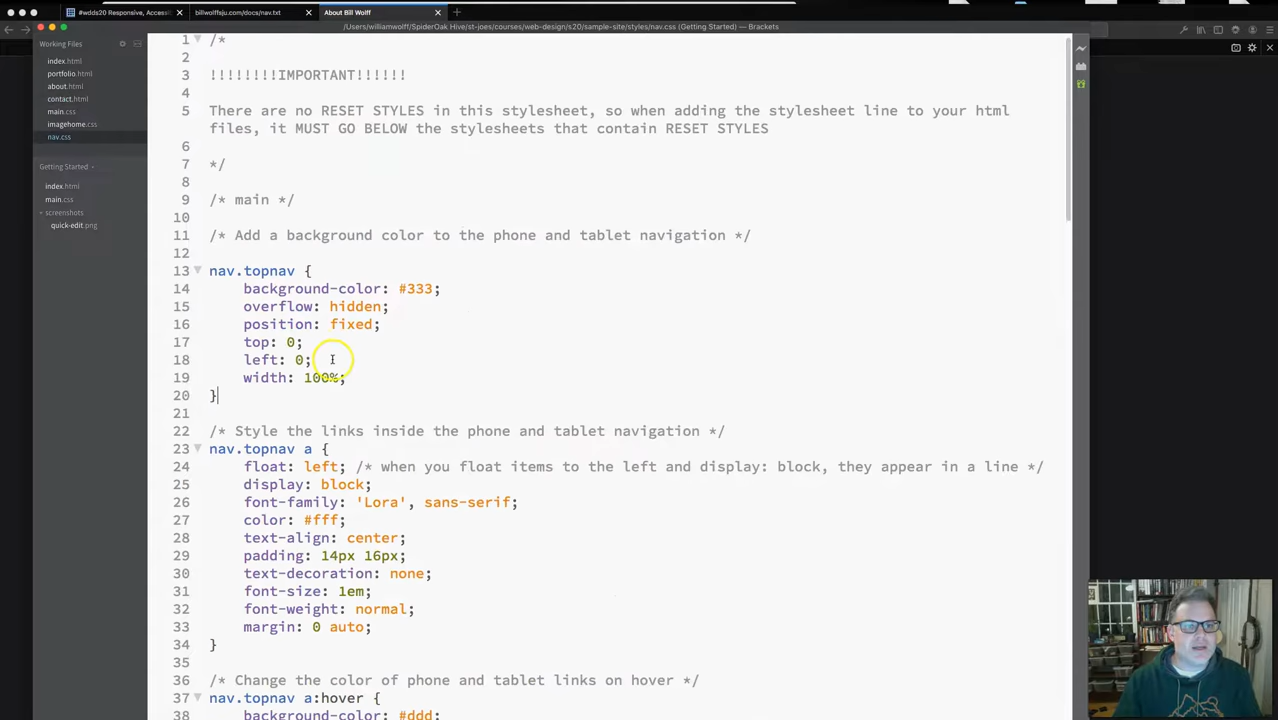 #wdds20 Responsive, Accessi
billwolffsju.com/docs/nav.txt
About Bill Wolff
/Users/williamwolff/SpiderOak Hive/st-joes/courses/web-design/s20/sample-site/styles/nav.css (Getting Started) — Brackets
Working Files
index.html
portfolio.html
about.html
contact.html
main.css
imagehome.css
nav.css
Getting Started
index.html
main.css
screenshots
quick-edit.png
1 /*
2
3 !!!!!!!!IMPORTANT!!!!!!
4
5 There are no RESET STYLES in this stylesheet, so when adding the stylesheet line to your html
files, it MUST GO BELOW the stylesheets that contain RESET STYLES
6
7 */
8
9 /* main */
10
11 /* Add a background color to the phone and tablet navigation */
12
13 nav.topnav {
14 background-color: #333;
15 overflow: hidden;
16 position: fixed;
17 top: 0;
18 left: 0;
19 width: 100%;
20 }
21
22 /* Style the links inside the phone and tablet navigation */
23 nav.topnav a {
24 float: left; /* when you float items to the left and display: block, they appear in a line */
25 display: block;
26 font-family: 'Lora', sans-serif;
27 color: #fff;
28 text-align: center;
29 padding: 14px 16px;
30 text-decoration: none;
31 font-size: 1em;
32 font-weight: normal;
33 margin: 0 auto;
34 }
35
36 /* Change the color of phone and tablet links on hover */
37 nav.topnav a:hover {
38 background-color: #ddd;